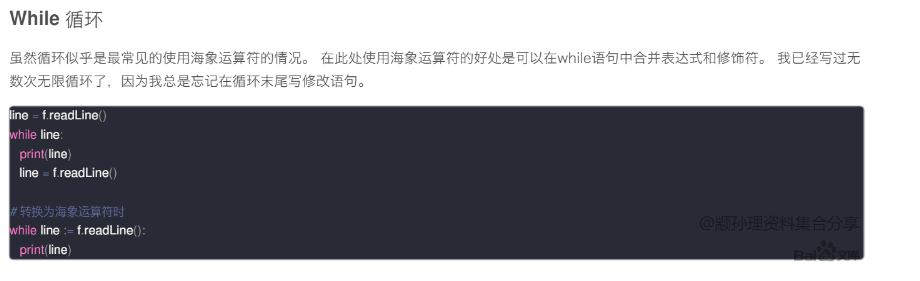 While 循环
虽然循环似乎是最常见的使用海象运算符的情况。 在此处使用海象运算符的好处是可以在while语句中合并表达式和修饰符。 我已经写过无
数次无限循环了，因为我总是忘记在循环末尾写修改语句。
line = f.readLine()
while line:
print(line)
line = f.readLine()
# 转换为海象运算符时
while line := f.readLine():
print(line)
@颛孙理资料集合分享
Bai文库